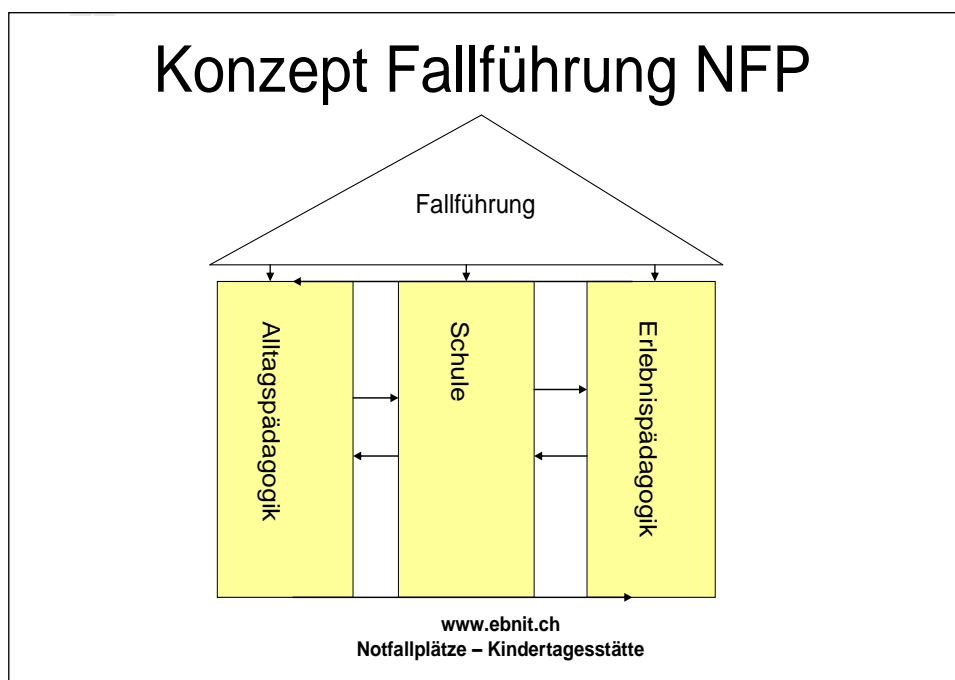 Konzept Fallführung NFP
Fallführung
Alltagspädagogik
Schule
Erlebnispädagogik
www.ebnit.ch
Notfallplätze – Kindertagesstätte